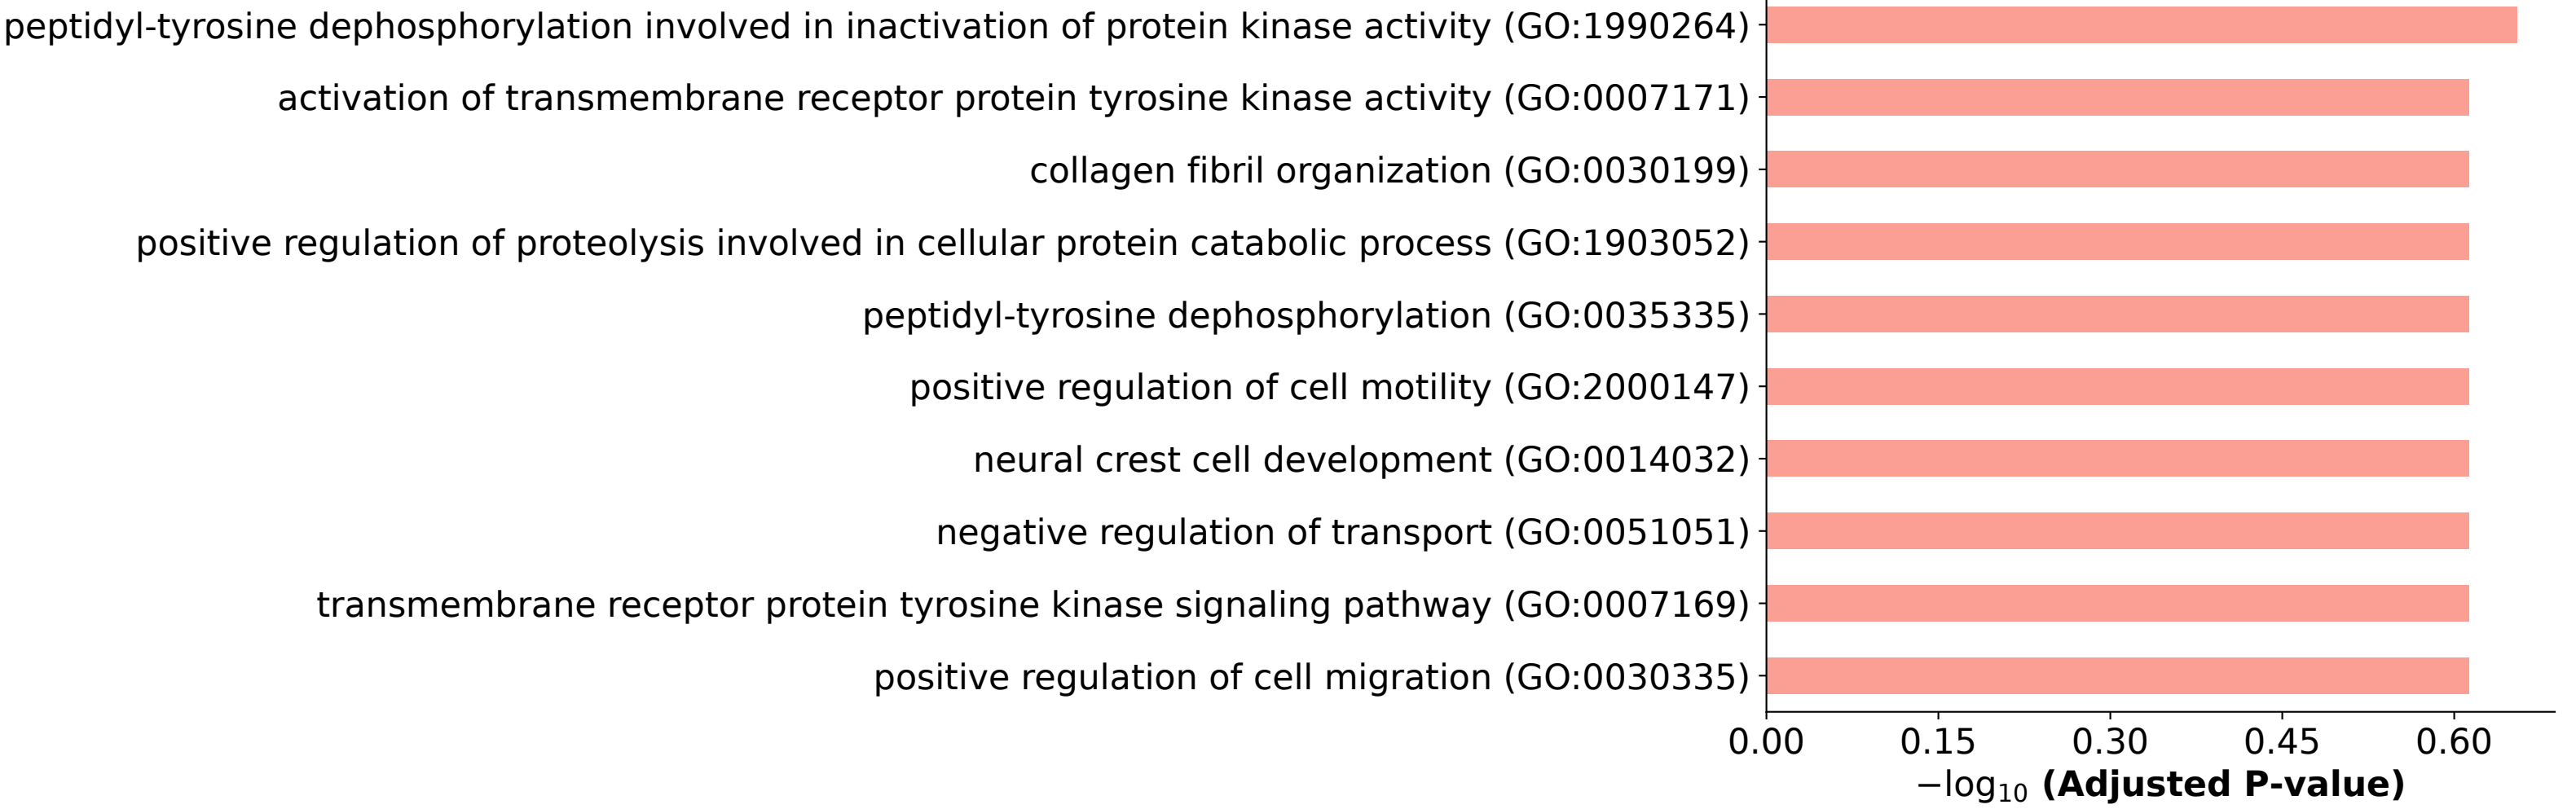 peptidyl-tyrosine dephosphorylation involved in inactivation of protein kinase activity (GO:1990264)
activation of transmembrane receptor protein tyrosine kinase activity (GO:0007171)
collagen fibril organization (GO:0030199)
positive regulation of proteolysis involved in cellular protein catabolic process (GO:1903052)
peptidyl-tyrosine dephosphorylation (GO:0035335)
positive regulation of cell motility (GO:2000147)
neural crest cell development (GO:0014032)
negative regulation of transport (GO:0051051)
transmembrane receptor protein tyrosine kinase signaling pathway (GO:0007169)
positive regulation of cell migration (GO:0030335)
0.00 0.15 0.30 0.45 0.60
−log₁₀ (Adjusted P-value)